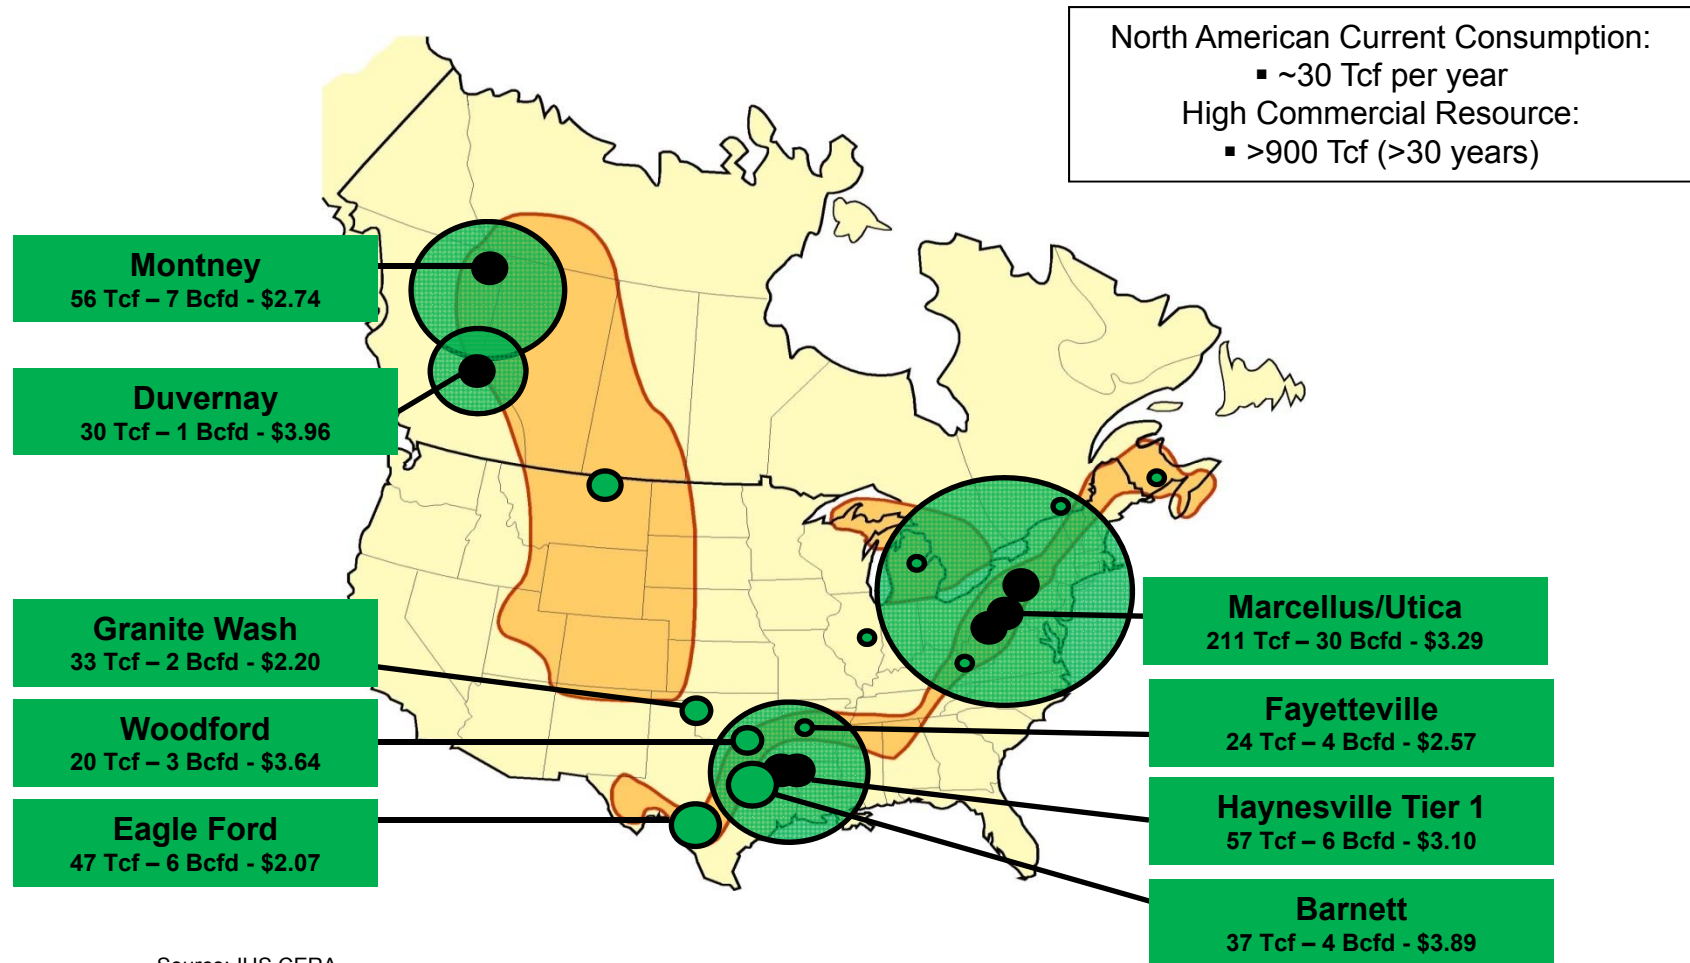 North American Current Consumption:
▪ ~30 Tcf per year
High Commercial Resource:
▪ >900 Tcf (>30 years)
Montney
56 Tcf – 7 Bcfd - $2.74
Duvernay
30 Tcf – 1 Bcfd - $3.96
Granite Wash
33 Tcf – 2 Bcfd - $2.20
Woodford
20 Tcf – 3 Bcfd - $3.64
Eagle Ford
47 Tcf – 6 Bcfd - $2.07
Marcellus/Utica
211 Tcf – 30 Bcfd - $3.29
Fayetteville
24 Tcf – 4 Bcfd - $2.57
Haynesville Tier 1
57 Tcf – 6 Bcfd - $3.10
Barnett
37 Tcf – 4 Bcfd - $3.89
Source: IHS CERA